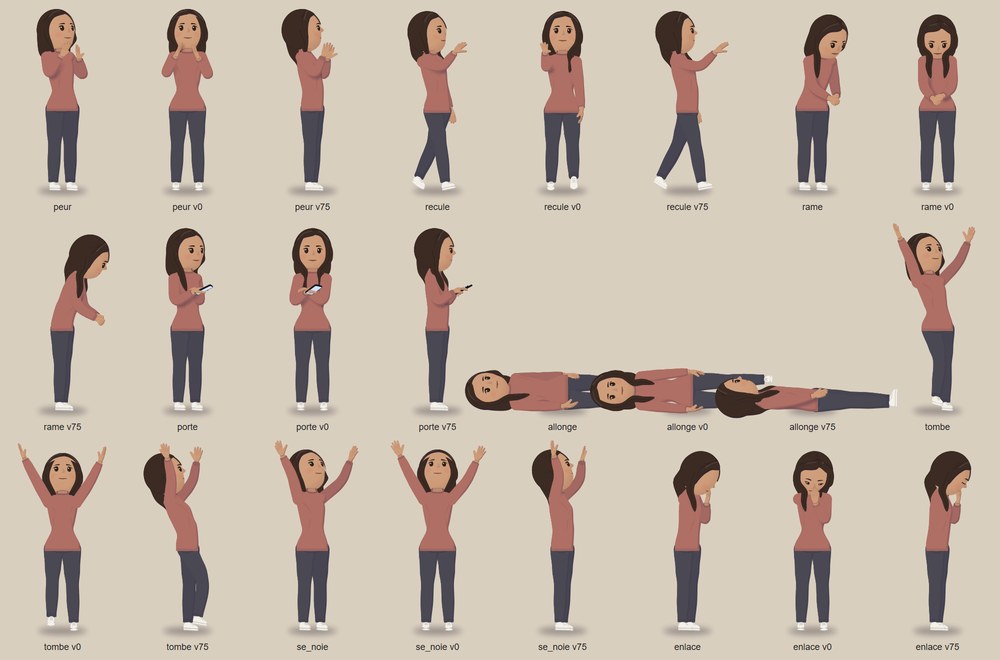 peur
peur v0
peur v75
recule
recule v0
recule v75
rame
rame v0
rame v75
porte
porte v0
porte v75
allonge
allonge v0
allonge v75
tombe
tombe v0
tombe v75
se_noie
se_noie v0
se_noie v75
enlace
enlace v0
enlace v75